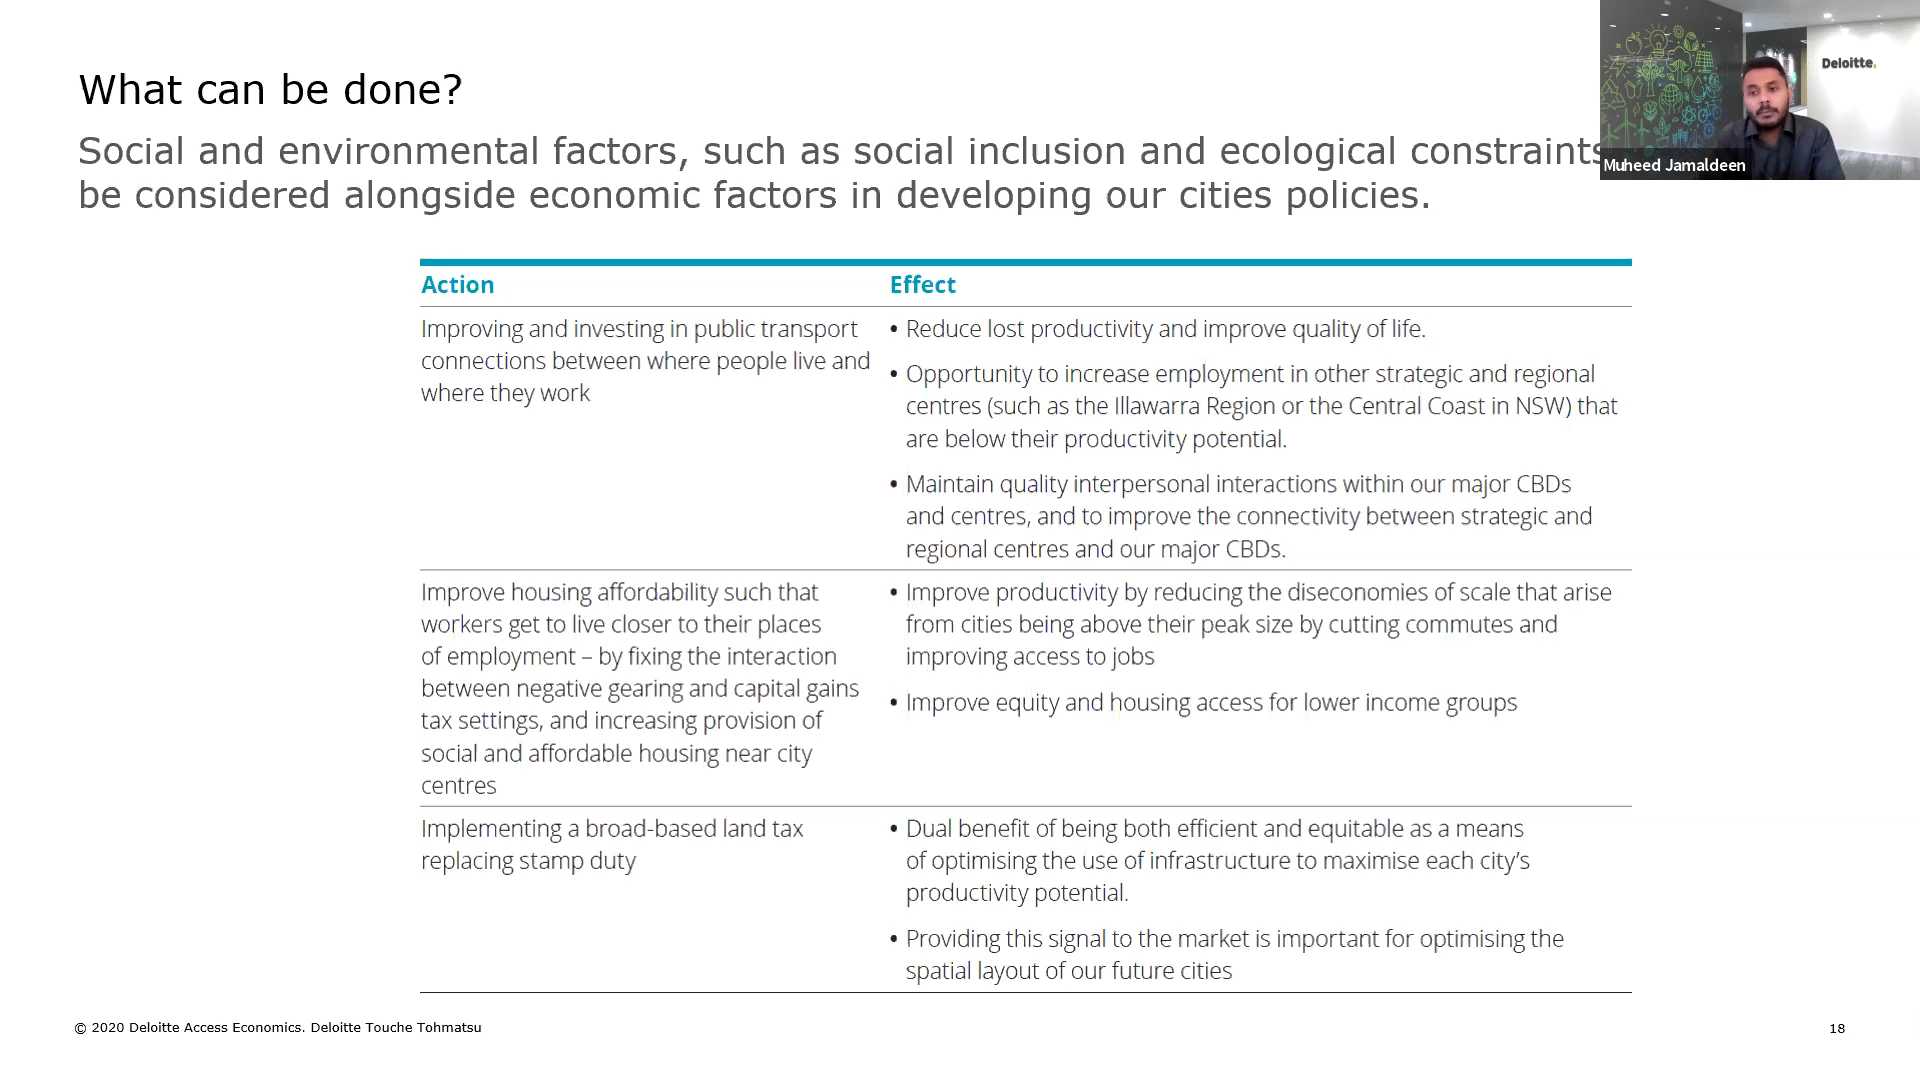 What can be done?
Social and environmental factors, such as social inclusion and ecological constraints
be considered alongside economic factors in developing our cities policies.
Deloitte.
Muheed Jamaldeen
Action
Effect
Improving and investing in public transport
connections between where people live and
where they work
• Reduce lost productivity and improve quality of life.
• Opportunity to increase employment in other strategic and regional
centres (such as the Illawarra Region or the Central Coast in NSW) that
are below their productivity potential.
• Maintain quality interpersonal interactions within our major CBDs
and centres, and to improve the connectivity between strategic and
regional centres and our major CBDs.
Improve housing affordability such that
workers get to live closer to their places
of employment – by fixing the interaction
between negative gearing and capital gains
tax settings, and increasing provision of
social and affordable housing near city
centres
• Improve productivity by reducing the diseconomies of scale that arise
from cities being above their peak size by cutting commutes and
improving access to jobs
• Improve equity and housing access for lower income groups
Implementing a broad-based land tax
replacing stamp duty
• Dual benefit of being both efficient and equitable as a means
of optimising the use of infrastructure to maximise each city’s
productivity potential.
• Providing this signal to the market is important for optimising the
spatial layout of our future cities
© 2020 Deloitte Access Economics. Deloitte Touche Tohmatsu
18